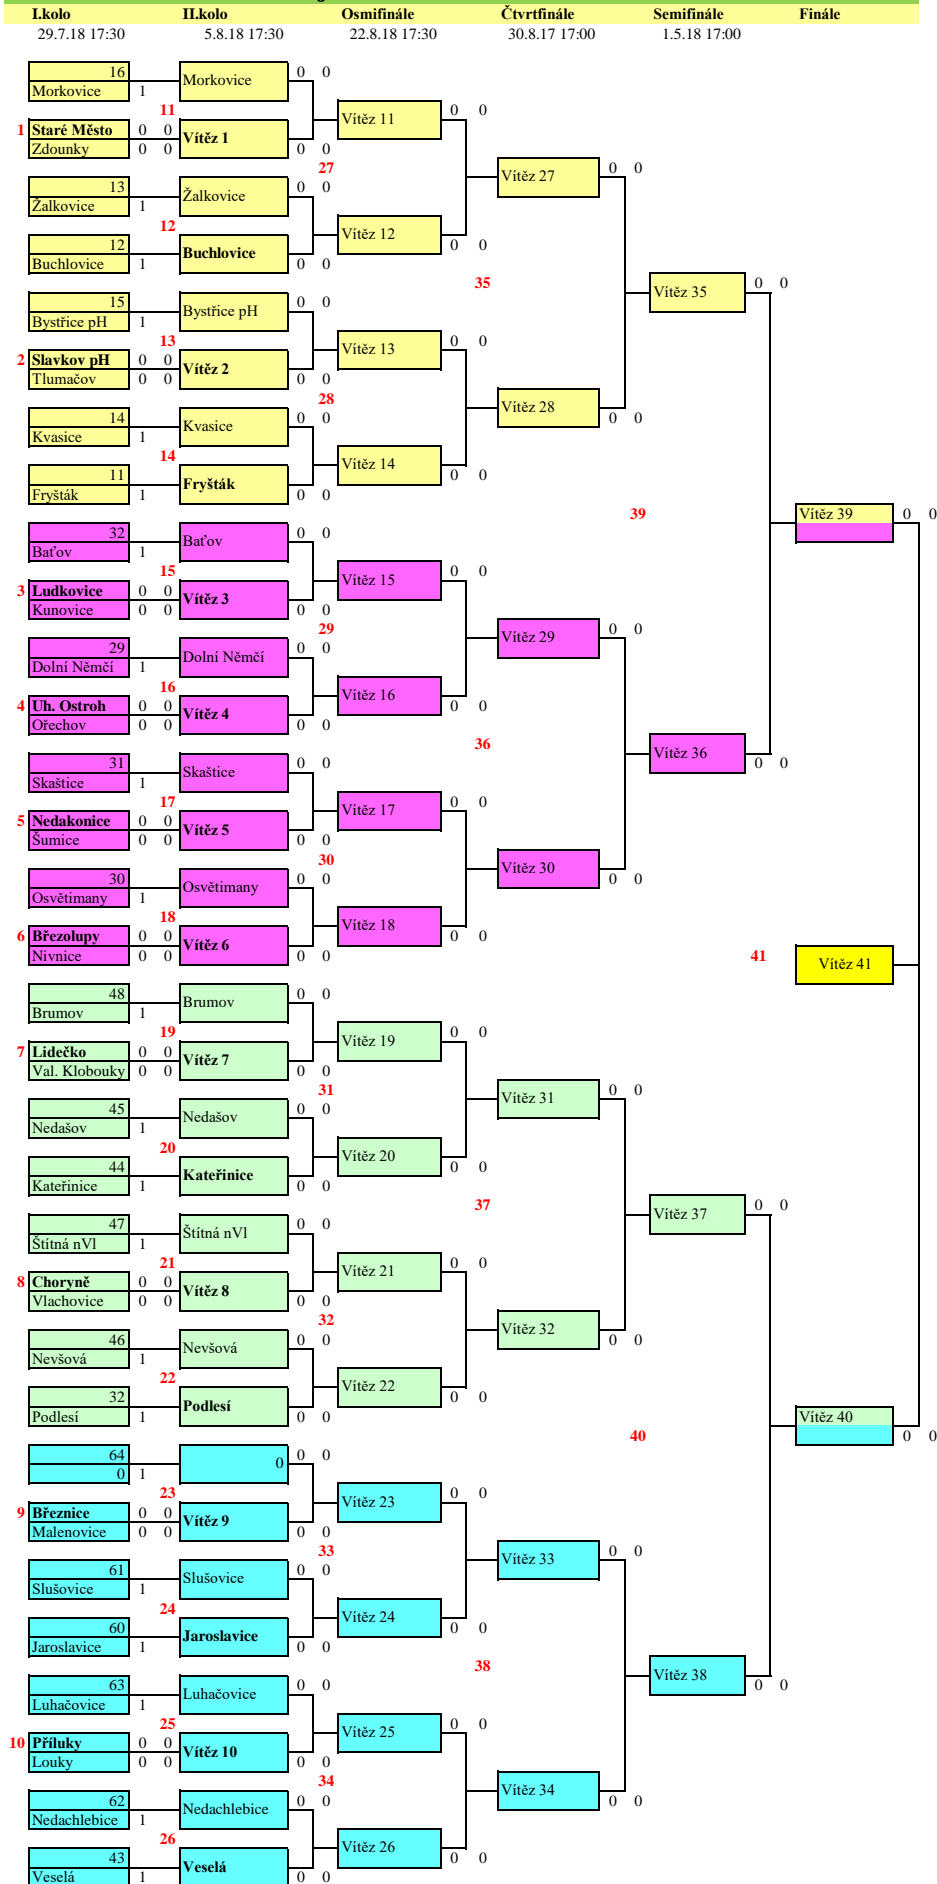 I.kolo II.kolo Osmifinále Čtvrtfinále Semifinále Finále
29.7.18 17:30 5.8.18 17:30 22.8.18 17:30 30.8.17 17:00 1.5.18 17:00
16 Morkovice 0 0
Morkovice 1
11 Vítěz 11 0 0
1 Staré Město 0 0 Vítěz 1
Zdounky 0 0 0 0
27 Vítěz 27 0 0
13 Žalkovice 0 0
Žalkovice 1
12 Vítěz 12
12 Buchlovice 0 0
Buchlovice 1 0 0
35 Vítěz 35 0 0
15 Bystřice pH 0 0
Bystřice pH 1
13 Vítěz 13 0 0
2 Slavkov pH 0 0 Vítěz 2
Tlumačov 0 0 0 0
28 Vítěz 28
14 Kvasice 0 0 0 0
Kvasice 1
14 Vítěz 14
11 Fryšták 0 0
Fryšták 1 0 0
39 Vítěz 39 0 0
32 Baťov 0 0
Baťov 1
15 Vítěz 15 0 0
3 Ludkovice 0 0 Vítěz 3
Kunovice 0 0 0 0
29 Vítěz 29 0 0
29 Dolní Němčí 0 0
Dolní Němčí 1
16 Vítěz 16
4 Uh. Ostroh 0 0 Vítěz 4 0 0
Ořechov 0 0 0 0
36 Vítěz 36
31 Skaštice 0 0 0 0
Skaštice 1
17 Vítěz 17 0 0
5 Nedakonice 0 0 Vítěz 5
Šumice 0 0 0 0
30 Vítěz 30
30 Osvětimany 0 0 0 0
Osvětimany 1
18 Vítěz 18
6 Březolupy 0 0 Vítěz 6 0 0
Nivnice 0 0 0 0
41 Vítěz 41
48 Brumov 0 0
Brumov 1
19 Vítěz 19 0 0
7 Lidečko 0 0 Vítěz 7
Val. Klobouky 0 0 0 0
31 Vítěz 31 0 0
45 Nedašov 0 0
Nedašov 1
20 Vítěz 20
44 Kateřinice 0 0
Kateřinice 1 0 0
37 Vítěz 37 0 0
47 Štítná nVl 0 0
Štítná nVl 1
21 Vítěz 21 0 0
8 Choryně 0 0 Vítěz 8
Vlachovice 0 0 0 0
32 Vítěz 32
46 Nevšová 0 0 0 0
Nevšová 1
22 Vítěz 22
32 Podlesí 0 0
Podlesí 1 0 0
40 Vítěz 40 0 0
64 0 0 0
0 1
23 Vítěz 23 0 0
9 Březnice 0 0 Vítěz 9
Malenovice 0 0 0 0
33 Vítěz 33 0 0
61 Slušovice 0 0
Slušovice 1
24 Vítěz 24
60 Jaroslavice 0 0
Jaroslavice 1 0 0
38 Vítěz 38
63 Luhačovice 0 0 0 0
Luhačovice 1
25 Vítěz 25 0 0
10 Příluky 0 0 Vítěz 10
Louky 0 0 0 0
34 Vítěz 34
62 Nedachlebice 0 0 0 0
Nedachlebice 1
26 Vítěz 26
43 Veselá 0 0
Veselá 1 0 0